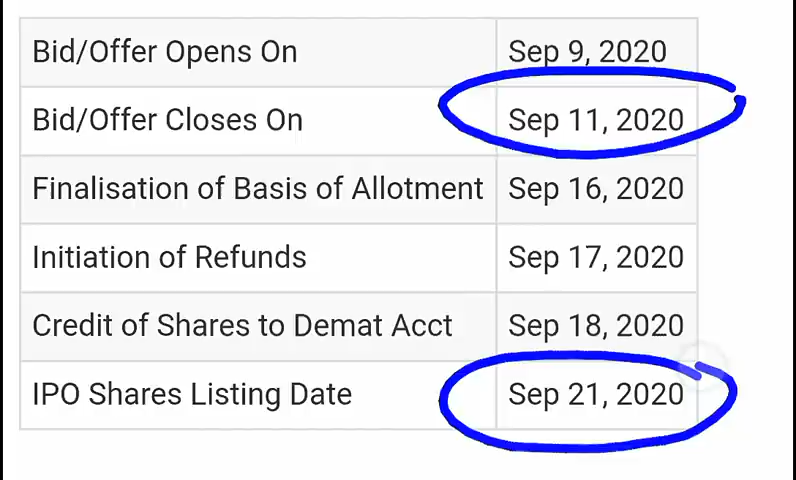 Bid/Offer Opens On Sep 9, 2020
Bid/Offer Closes On Sep 11, 2020
Finalisation of Basis of Allotment Sep 16, 2020
Initiation of Refunds Sep 17, 2020
Credit of Shares to Demat Acct Sep 18, 2020
IPO Shares Listing Date Sep 21, 2020